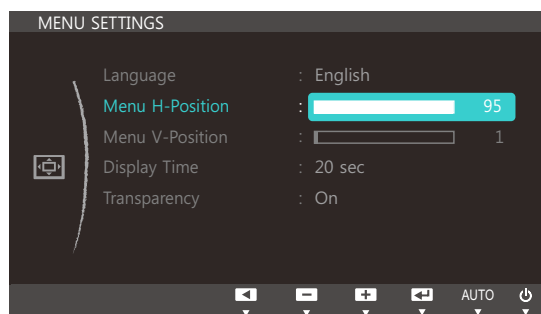 MENU SETTINGS
Language : English
Menu H-Position : 95
Menu V-Position : 1
Display Time : 20 sec
Transparency : On
AUTO